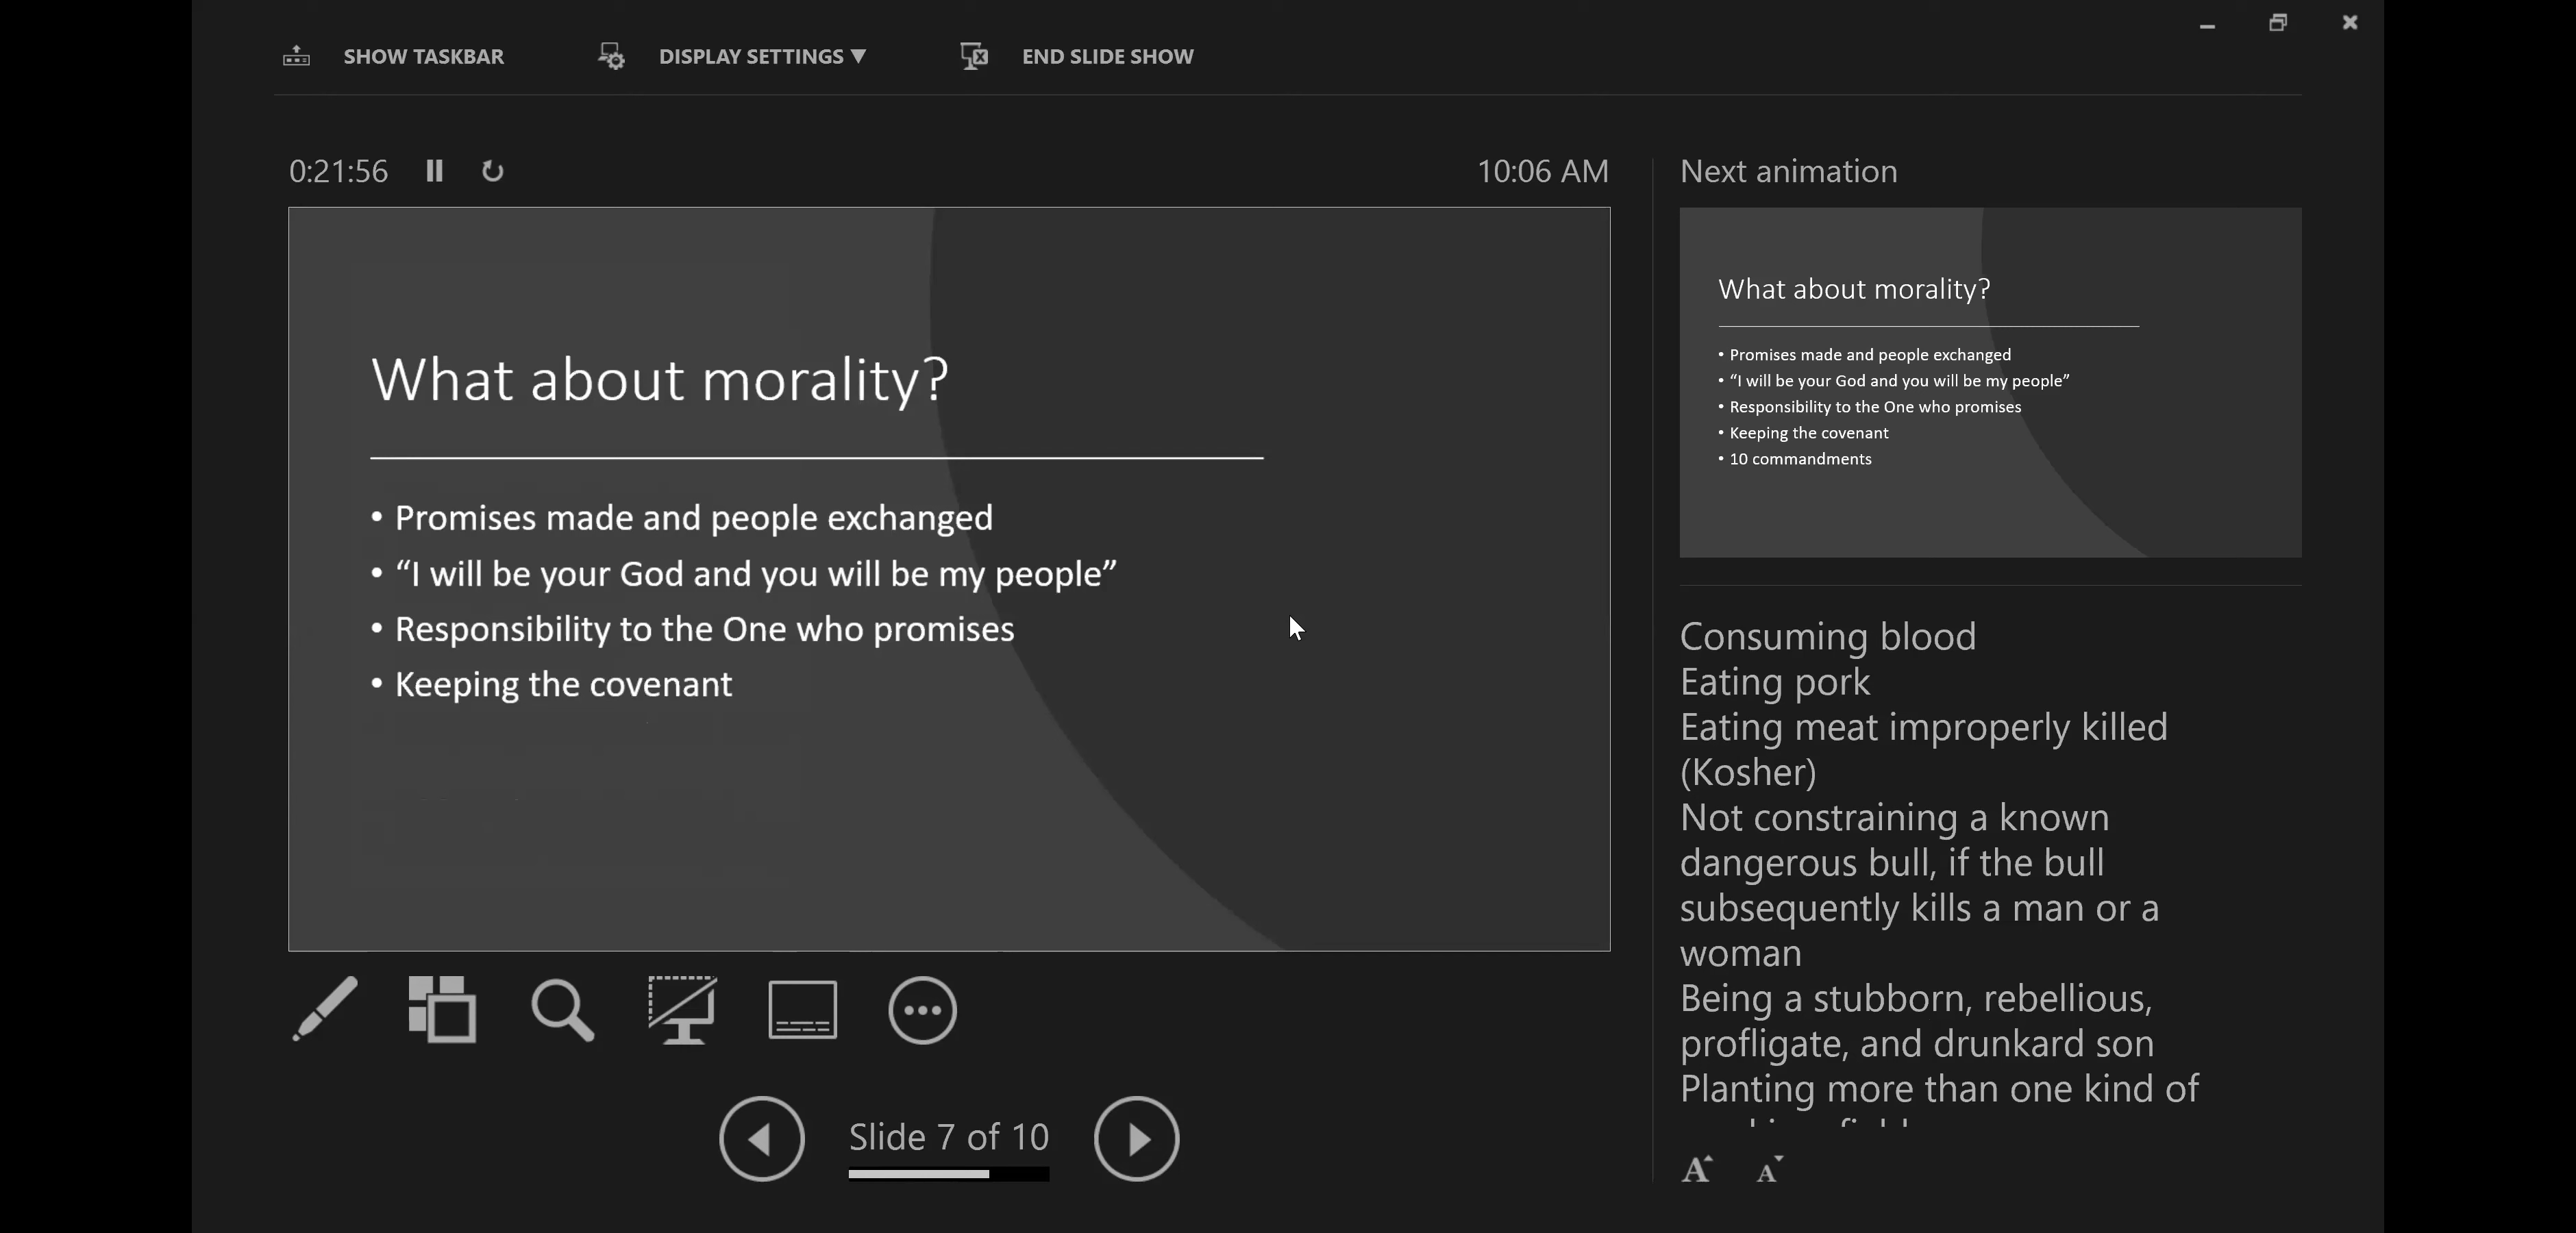 SHOW TASKBAR
DISPLAY SETTINGS ▼
END SLIDE SHOW
0:21:56
10:06 AM
What about morality?
• Promises made and people exchanged
• “I will be your God and you will be my people”
• Responsibility to the One who promises
• Keeping the covenant
Slide 7 of 10
Next animation
What about morality?
• Promises made and people exchanged
• “I will be your God and you will be my people”
• Responsibility to the One who promises
• Keeping the covenant
• 10 commandments
Consuming blood
Eating pork
Eating meat improperly killed
(Kosher)
Not constraining a known
dangerous bull, if the bull
subsequently kills a man or a
woman
Being a stubborn, rebellious,
profligate, and drunkard son
Planting more than one kind of
A A